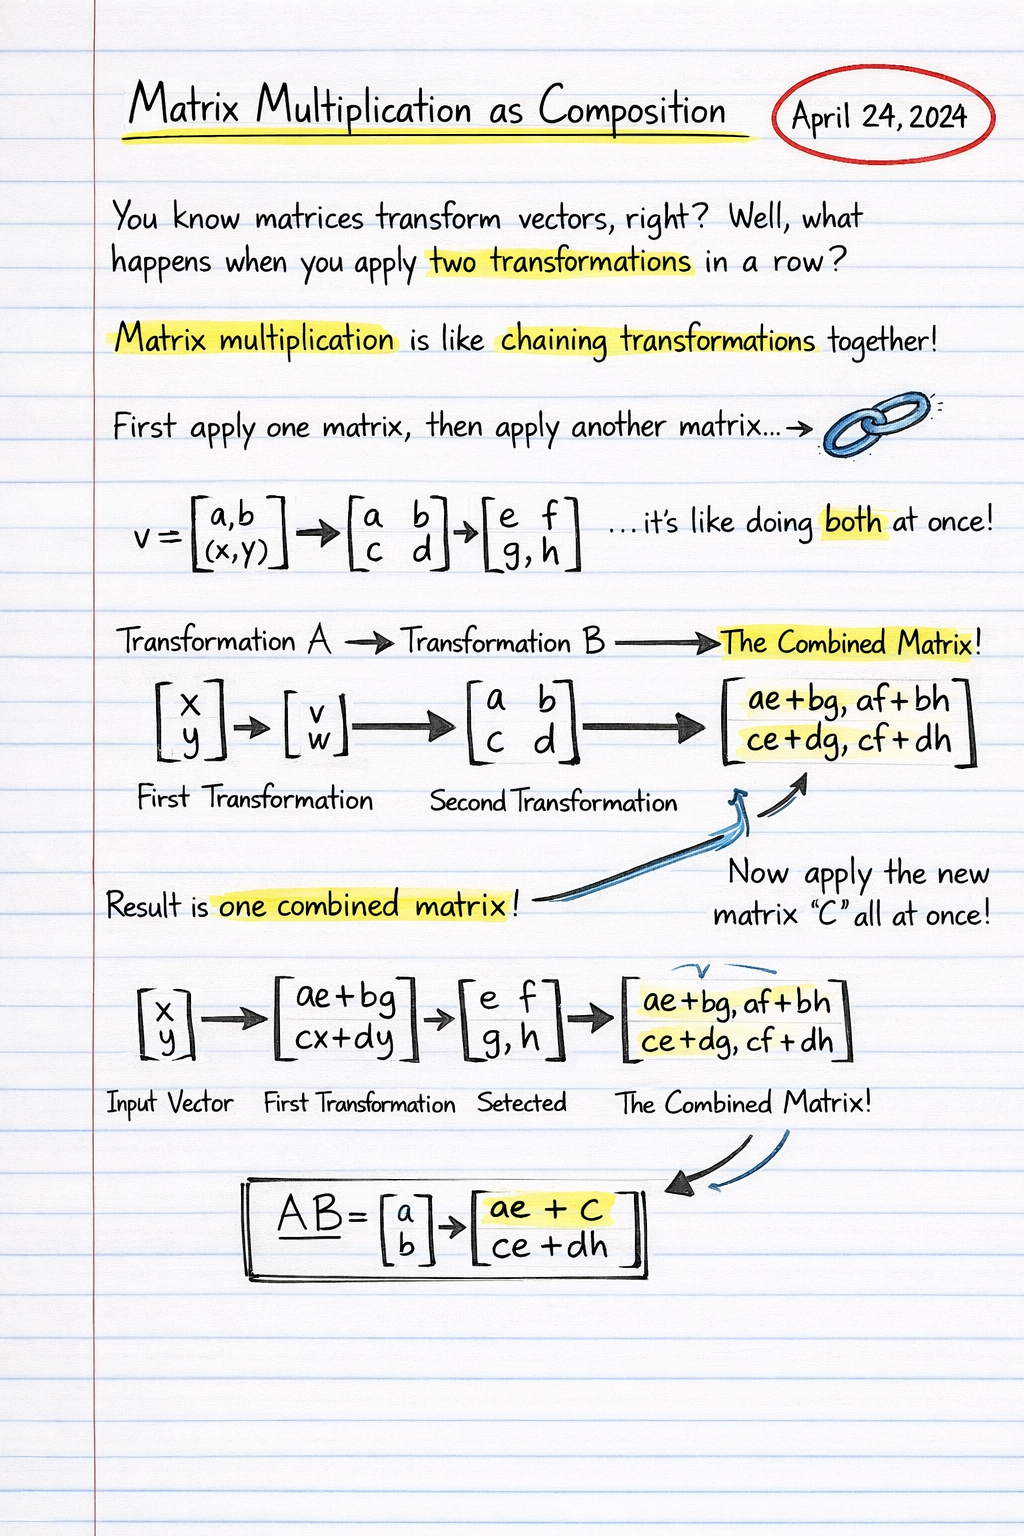 Matrix Multiplication as Composition
April 24, 2024
You know matrices transform vectors, right? Well, what
happens when you apply two transformations in a row?
Matrix multiplication is like chaining transformations together!
First apply one matrix, then apply another matrix... →
v = [a,b → [a b → [e f
(x,y)] c d] g, h] ...it's like doing both at once!
Transformation A → Transformation B → The Combined Matrix!
[x → [v → [a b → [ae+bg, af+bh
y] w] c d] ce+dg, cf+dh]
First Transformation Second Transformation
Now apply the new
matrix "C" all at once!
Result is one combined matrix!
[x → [ae+bg → [e f → [ae+bg, af+bh
y] cx+dy] g, h] ce+dg, cf+dh]
Input Vector First Transformation Setected The Combined Matrix!
AB = [a → [ae + c
b] ce + dh]